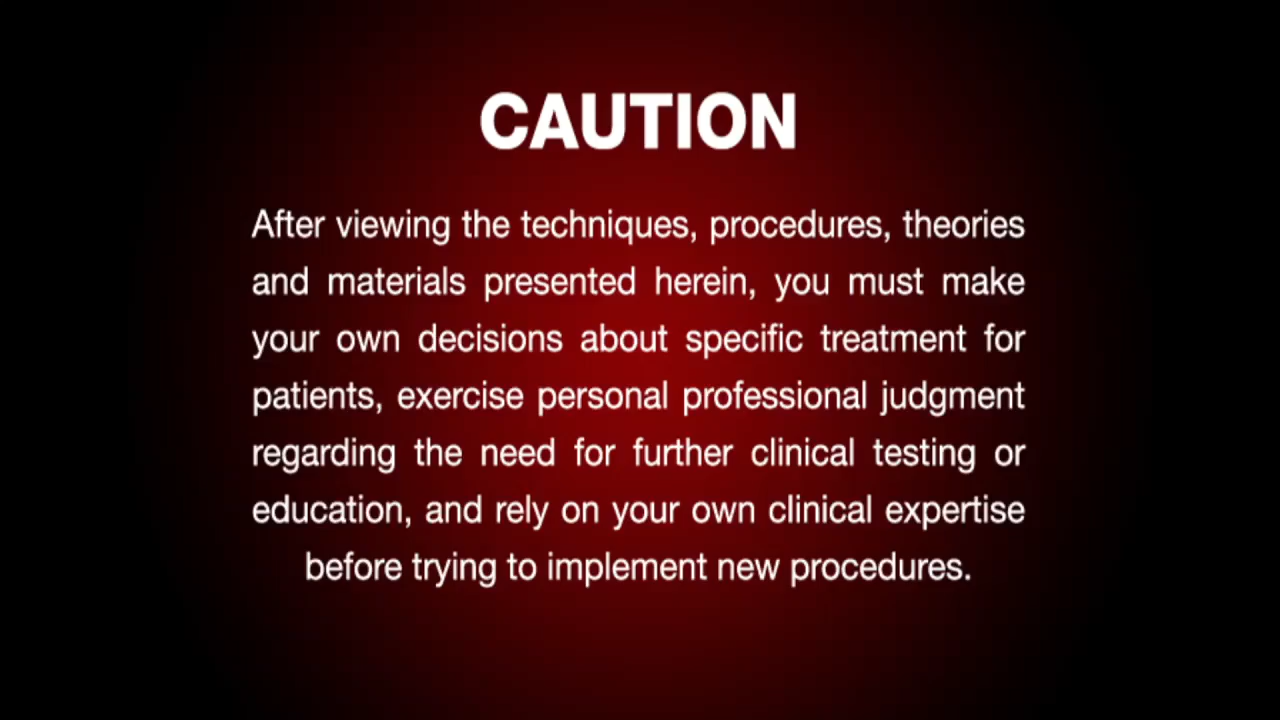 CAUTION
After viewing the techniques, procedures, theories
and materials presented herein, you must make
your own decisions about specific treatment for
patients, exercise personal professional judgment
regarding the need for further clinical testing or
education, and rely on your own clinical expertise
before trying to implement new procedures.